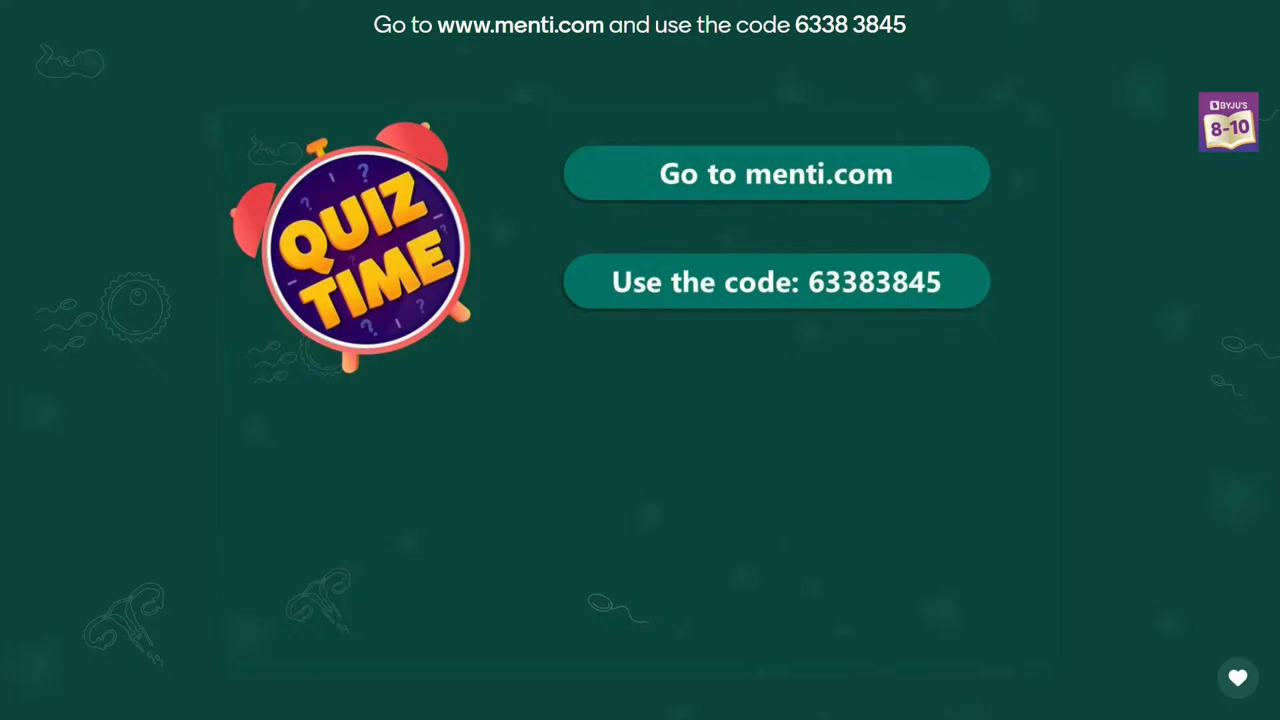 Go to www.menti.com and use the code 6338 3845
BYJU'S
8-10
QUIZ
TIME
Go to menti.com
Use the code: 63383845